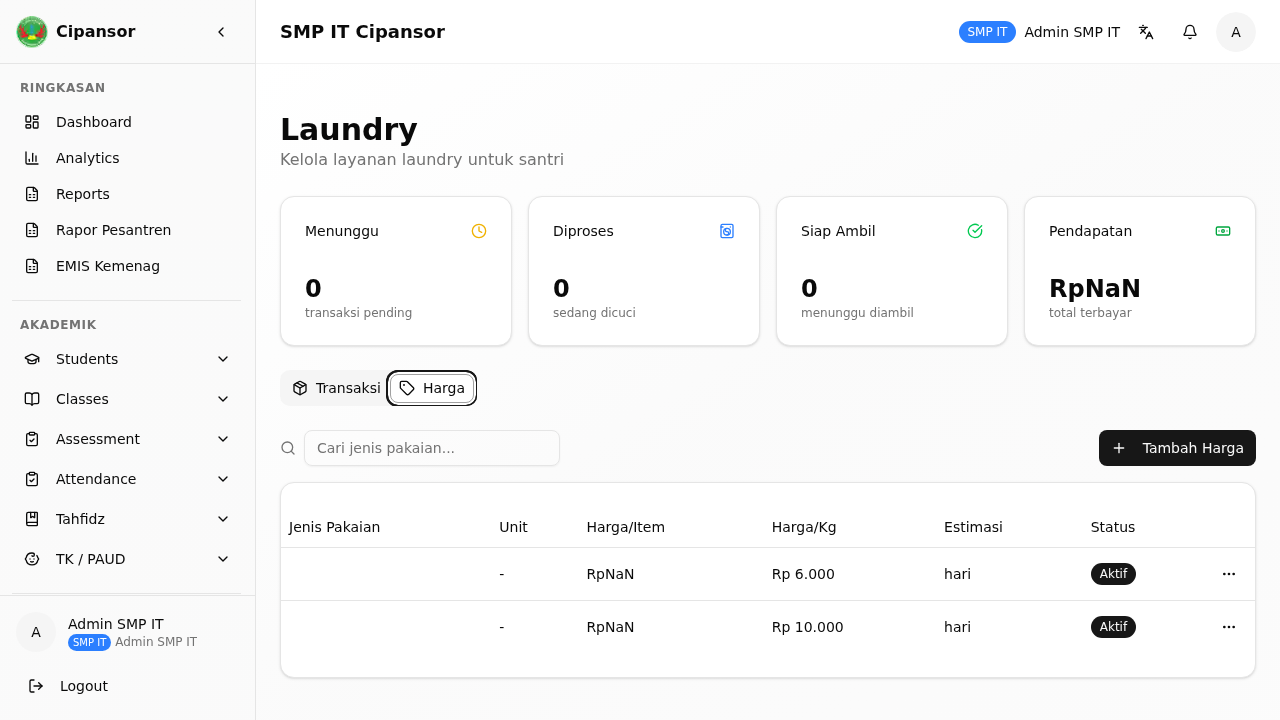 Cipansor
RINGKASAN
Dashboard
Analytics
Reports
Rapor Pesantren
EMIS Kemenag
AKADEMIK
Students
Classes
Assessment
Attendance
Tahfidz
TK / PAUD
A
Admin SMP IT
SMP IT Admin SMP IT
Logout
SMP IT Cipansor
SMP IT Admin SMP IT A
Laundry
Kelola layanan laundry untuk santri
Menunggu
0
transaksi pending
Diproses
0
sedang dicuci
Siap Ambil
0
menunggu diambil
Pendapatan
RpNaN
total terbayar
Transaksi Harga
Cari jenis pakaian...
Tambah Harga
Jenis Pakaian Unit Harga/Item Harga/Kg Estimasi Status
- RpNaN Rp 6.000 hari Aktif
- RpNaN Rp 10.000 hari Aktif